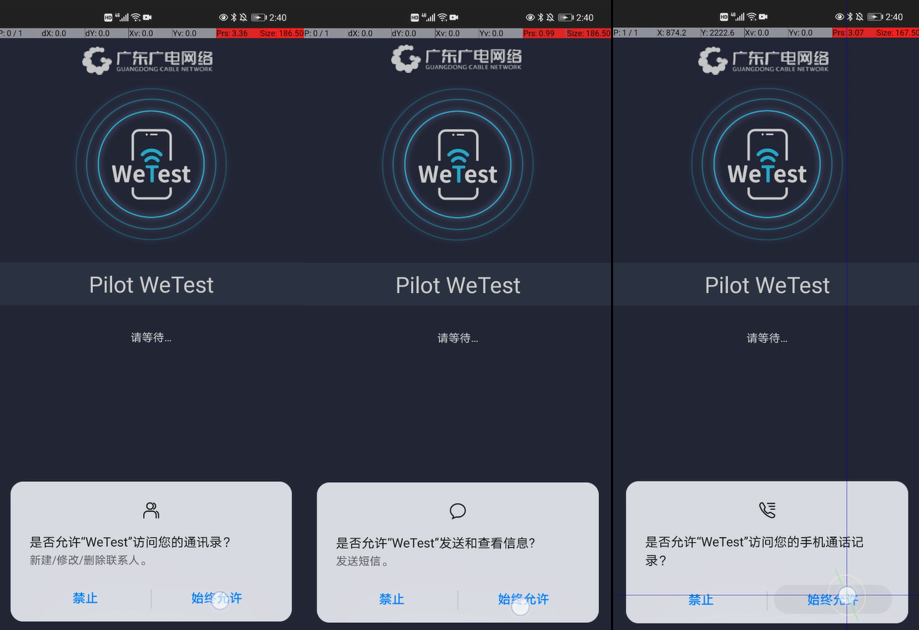 HD 2:40
P: 0 / 1 dX: 0.0 dY: 0.0 Xv: 0.0 Yv: 0.0 Prs: 3.36 Size: 186.50
广东广电网络
GUANGDONG CABLE NETWORK
WeTest
Pilot WeTest
请等待...
是否允许“WeTest”访问您的通讯录?
新建/修改/删除联系人。
禁止 始终允许
HD 2:40
P: 0 / 1 dX: 0.0 dY: 0.0 Xv: 0.0 Yv: 0.0 Prs: 0.99 Size: 186.50
广东广电网络
GUANGDONG CABLE NETWORK
WeTest
Pilot WeTest
请等待...
是否允许“WeTest”发送和查看信息?
发送短信。
禁止 始终允许
HD 2:40
P: 1 / 1 X: 874.2 Y: 2222.6 Xv: 0.0 Yv: 0.0 Prs: 3.07 Size: 167.50
广东广电网络
GUANGDONG CABLE NETWORK
WeTest
Pilot WeTest
请等待...
是否允许“WeTest”访问您的手机通话记
录?
禁止 始终允许